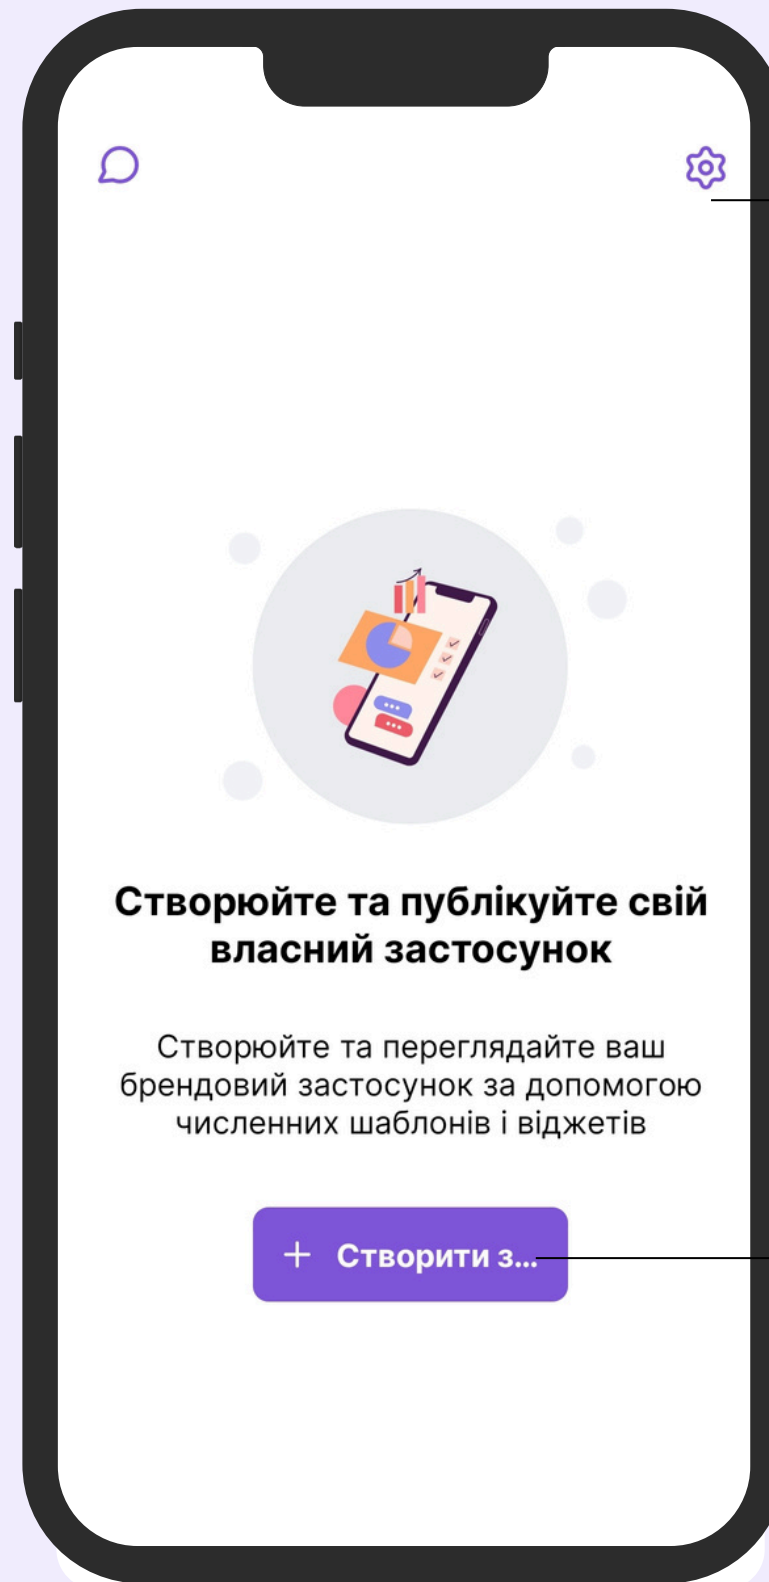 Створюйте та публікуйте свій
власний застосунок
Створюйте та переглядайте ваш
брендовий застосунок за допомогою
численних шаблонів і віджетів
+ Створити з...